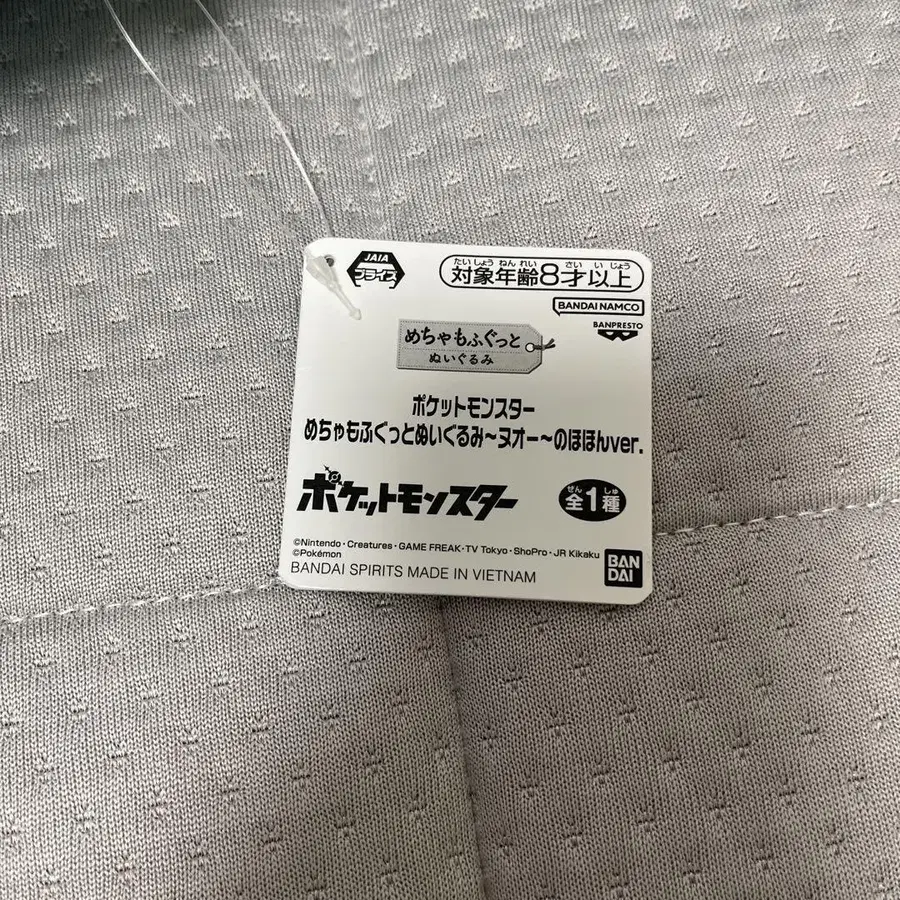 JAIA
プライズ
たいしょうねんれい さいいじょう
対象年齢8才以上
BANDAI NAMCO
BANPRESTO
めちゃもふぐっと
ぬいぐるみ
ポケットモンスター
めちゃもふぐっとぬいぐるみ~ヌオー~のほほんver.
ポケットモンスター
ぜん しゅ
全1種
©Nintendo・Creatures・GAME FREAK・TV Tokyo・ShoPro・JR Kikaku
©Pokémon
BANDAI SPIRITS MADE IN VIETNAM
BAN
DAI